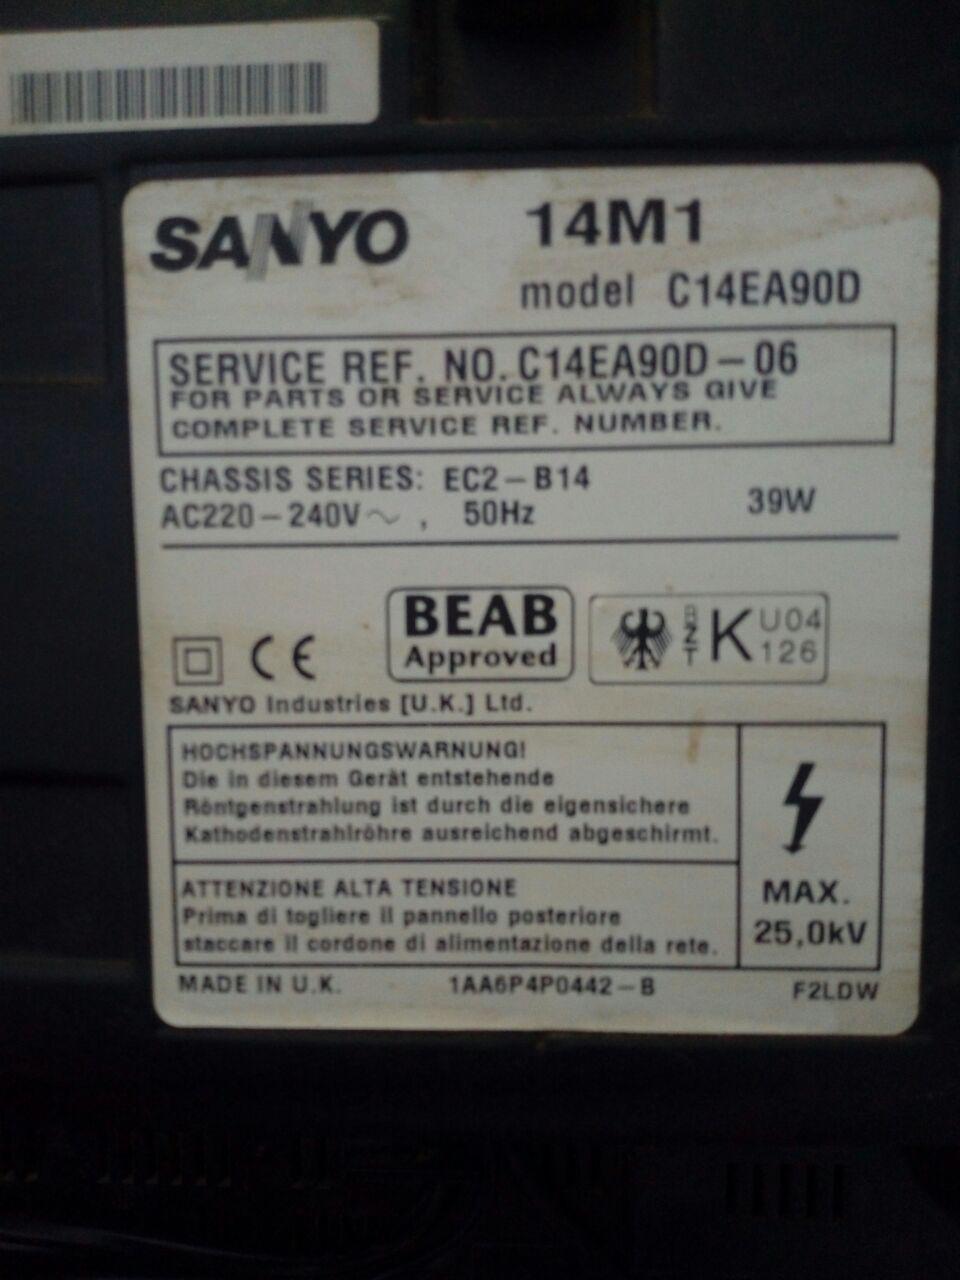 SANYO
14M1
model C14EA90D
SERVICE REF. NO. C14EA90D-06
FOR PARTS OR SERVICE ALWAYS GIVE
COMPLETE SERVICE REF. NUMBER.
CHASSIS SERIES: EC2-B14
AC220-240V~, 50Hz 39W
BEAB
Approved
BZT
K
U04
126
CE
SANYO Industries [U.K.] Ltd.
HOCHSPANNUNGSWARNUNG!
Die in diesem Gerät entstehende
Röntgenstrahlung ist durch die eigensichere
Kathodenstrahlröhre ausreichend abgeschirmt.
ATTENZIONE ALTA TENSIONE
Prima di togliere il pannello posteriore
staccare il cordone di alimentazione della rete.
MAX.
25,0kV
MADE IN U.K. 1AA6P4P0442-B F2LDW